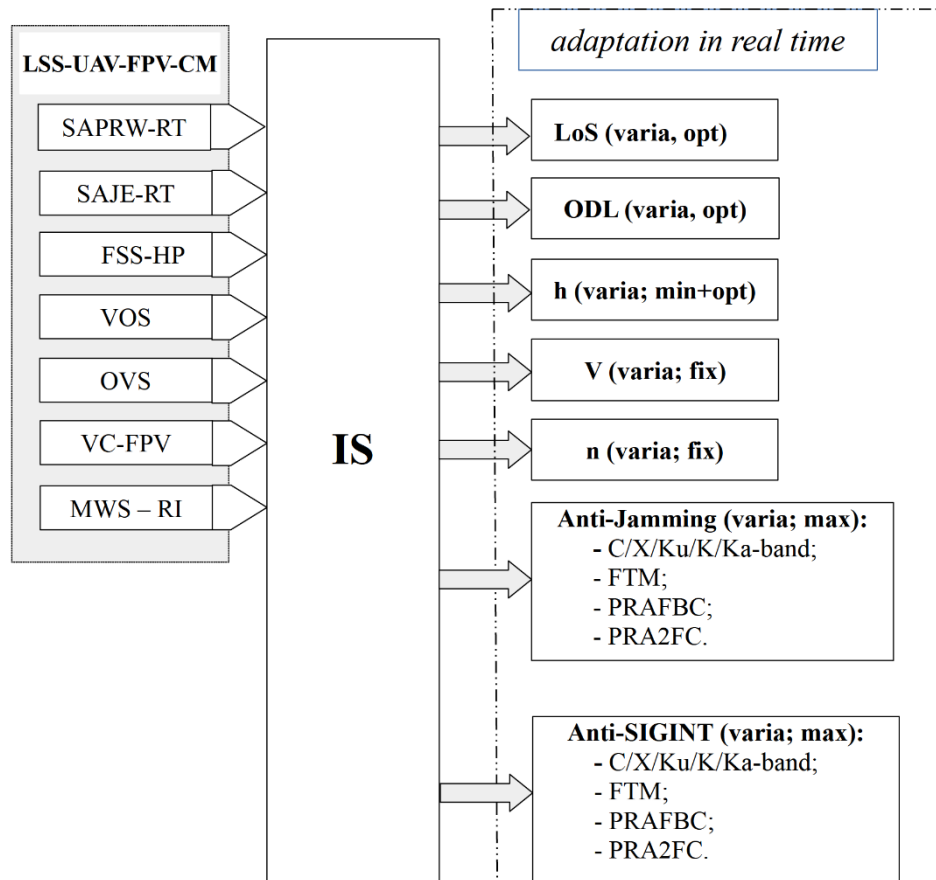 LSS-UAV-FPV-CM
SAPRW-RT
SAJE-RT
FSS-HP
VOS
OVS
VC-FPV
MWS – RI
IS
adaptation in real time
LoS (varia, opt)
ODL (varia, opt)
h (varia; min+opt)
V (varia; fix)
n (varia; fix)
Anti-Jamming (varia; max):
- C/X/Ku/K/Ka-band;
- FTM;
- PRAFBC;
- PRA2FC.
Anti-SIGINT (varia; max):
- C/X/Ku/K/Ka-band;
- FTM;
- PRAFBC;
- PRA2FC.